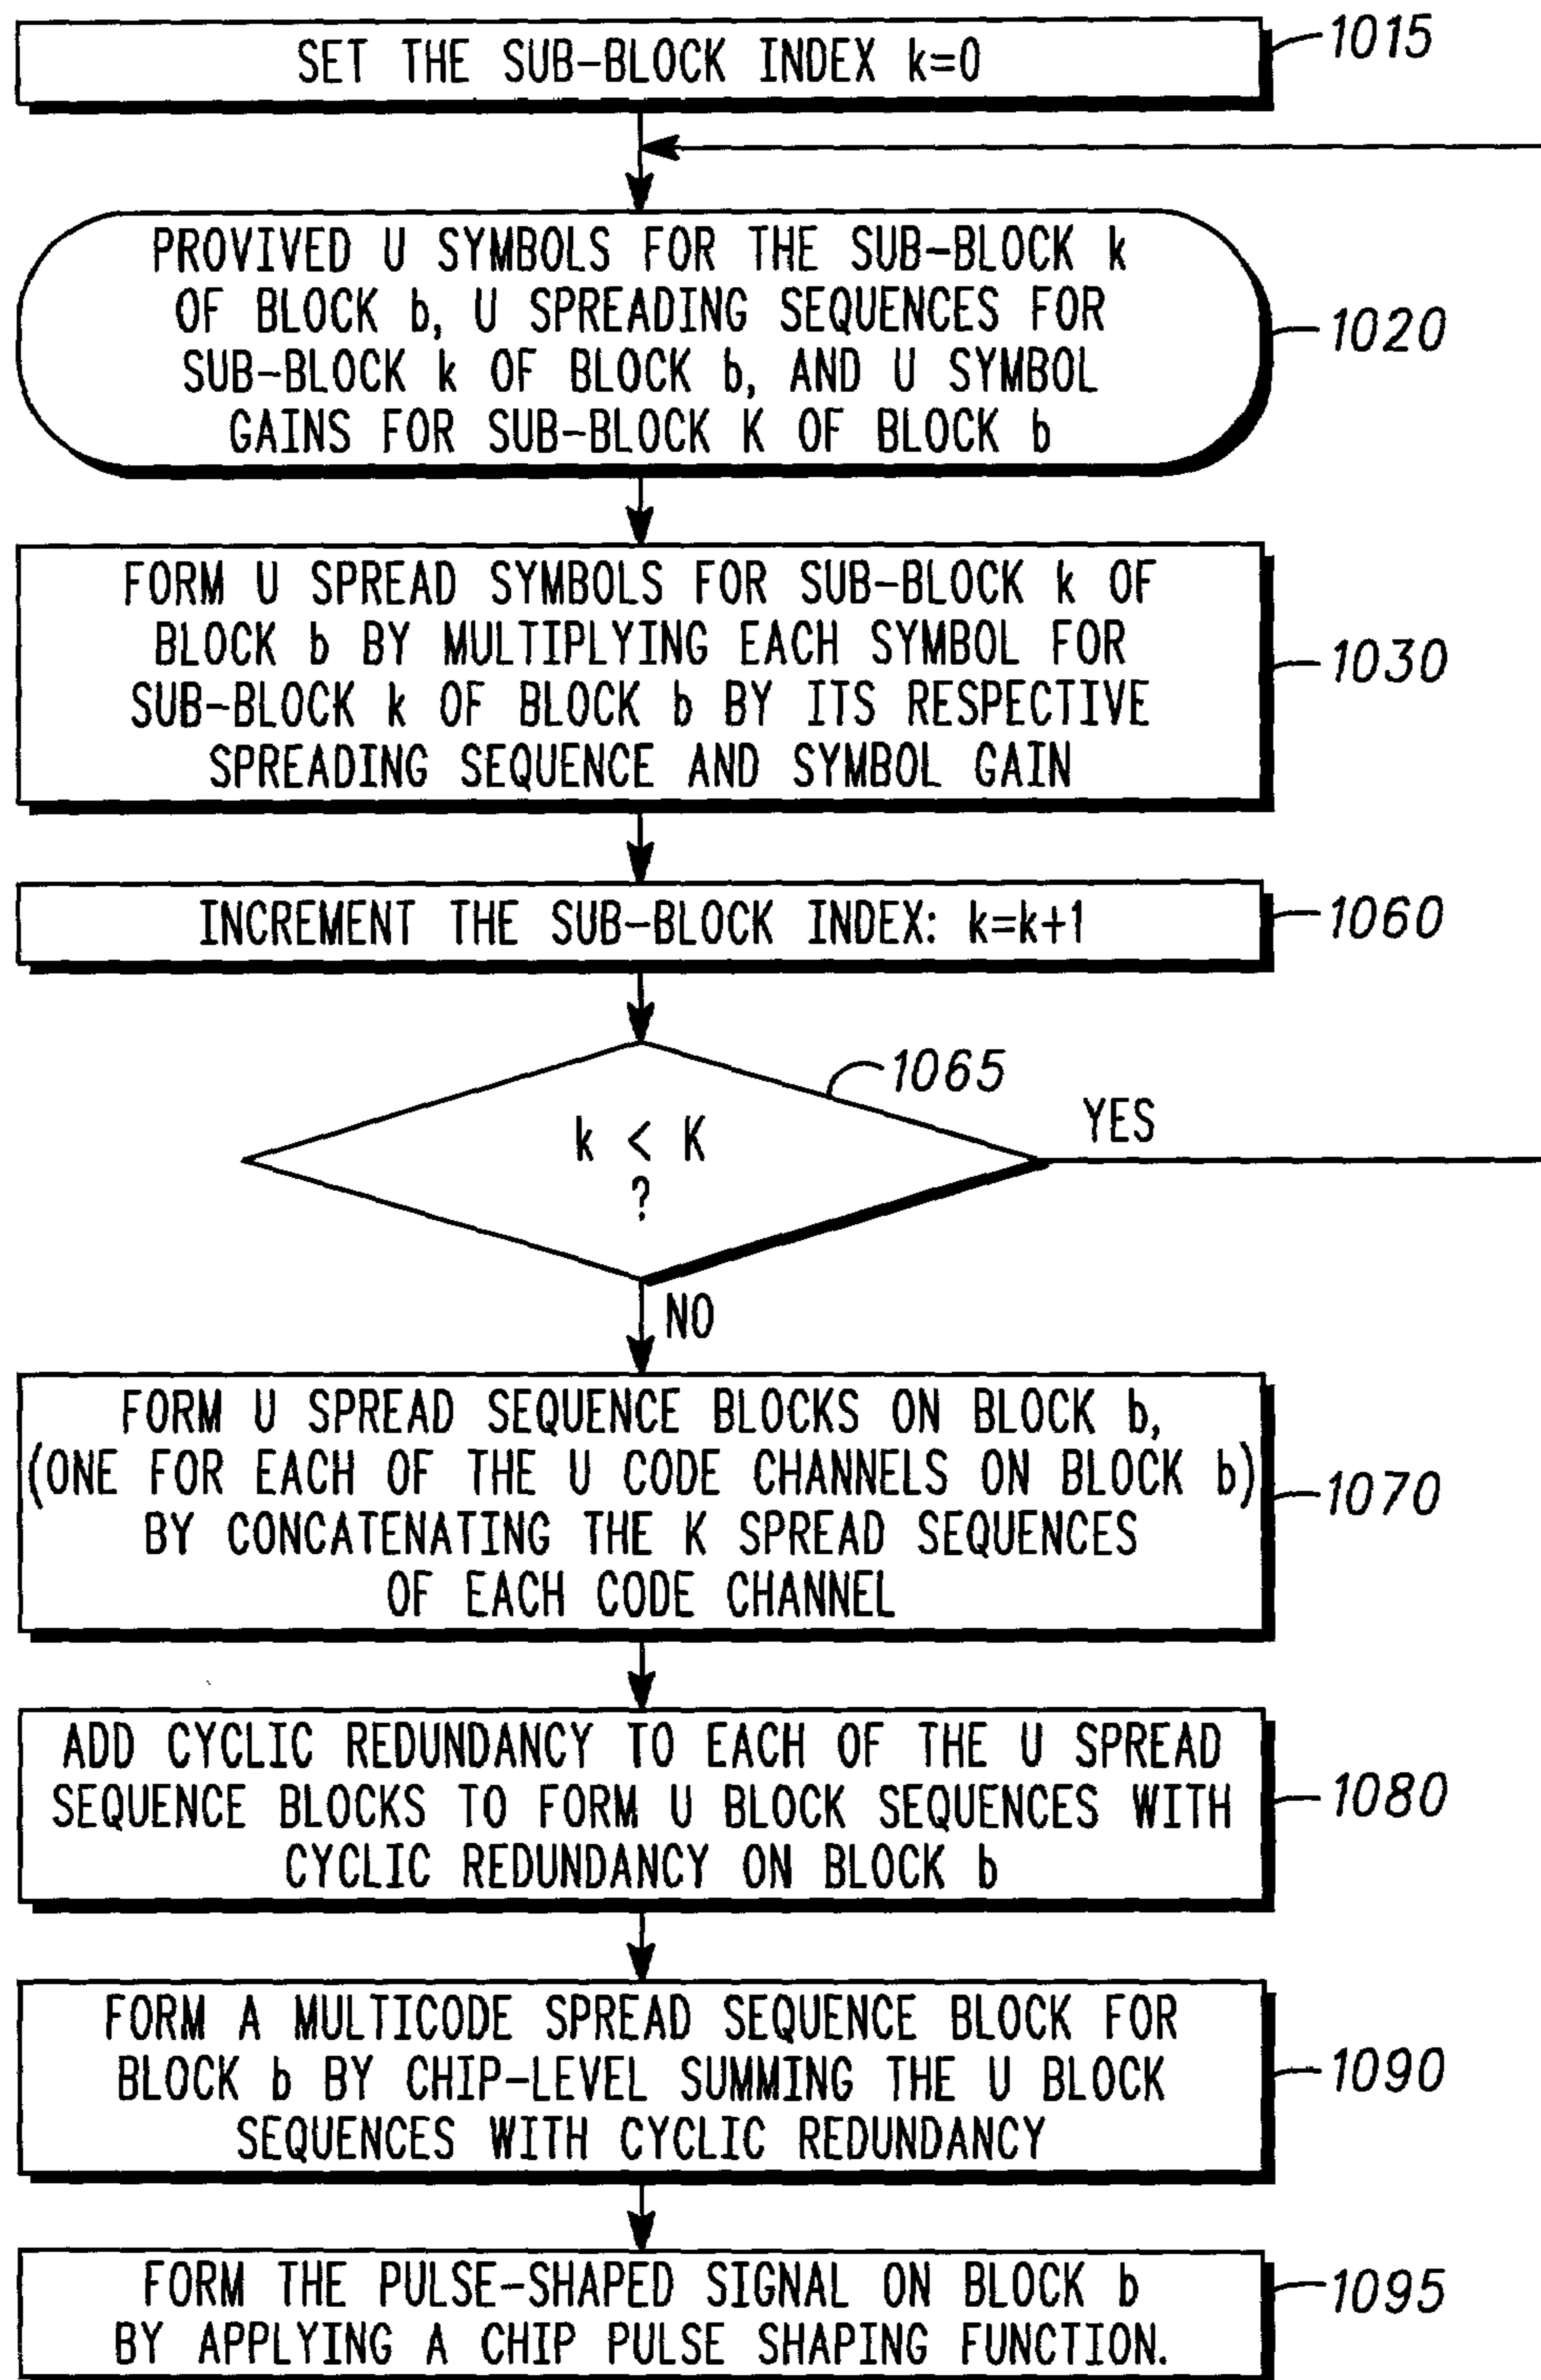 SET THE SUB-BLOCK INDEX k=0
1015
PROVIVED U SYMBOLS FOR THE SUB-BLOCK k
OF BLOCK b, U SPREADING SEQUENCES FOR
SUB-BLOCK k OF BLOCK b, AND U SYMBOL
GAINS FOR SUB-BLOCK K OF BLOCK b
1020
FORM U SPREAD SYMBOLS FOR SUB-BLOCK k OF
BLOCK b BY MULTIPLYING EACH SYMBOL FOR
SUB-BLOCK k OF BLOCK b BY ITS RESPECTIVE
SPREADING SEQUENCE AND SYMBOL GAIN
1030
INCREMENT THE SUB-BLOCK INDEX: k=k+1
1060
1065
k < K
?
YES
NO
FORM U SPREAD SEQUENCE BLOCKS ON BLOCK b,
(ONE FOR EACH OF THE U CODE CHANNELS ON BLOCK b)
BY CONCATENATING THE K SPREAD SEQUENCES
OF EACH CODE CHANNEL
1070
ADD CYCLIC REDUNDANCY TO EACH OF THE U SPREAD
SEQUENCE BLOCKS TO FORM U BLOCK SEQUENCES WITH
CYCLIC REDUNDANCY ON BLOCK b
1080
FORM A MULTICODE SPREAD SEQUENCE BLOCK FOR
BLOCK b BY CHIP-LEVEL SUMMING THE U BLOCK
SEQUENCES WITH CYCLIC REDUNDANCY
1090
FORM THE PULSE-SHAPED SIGNAL ON BLOCK b
BY APPLYING A CHIP PULSE SHAPING FUNCTION.
1095